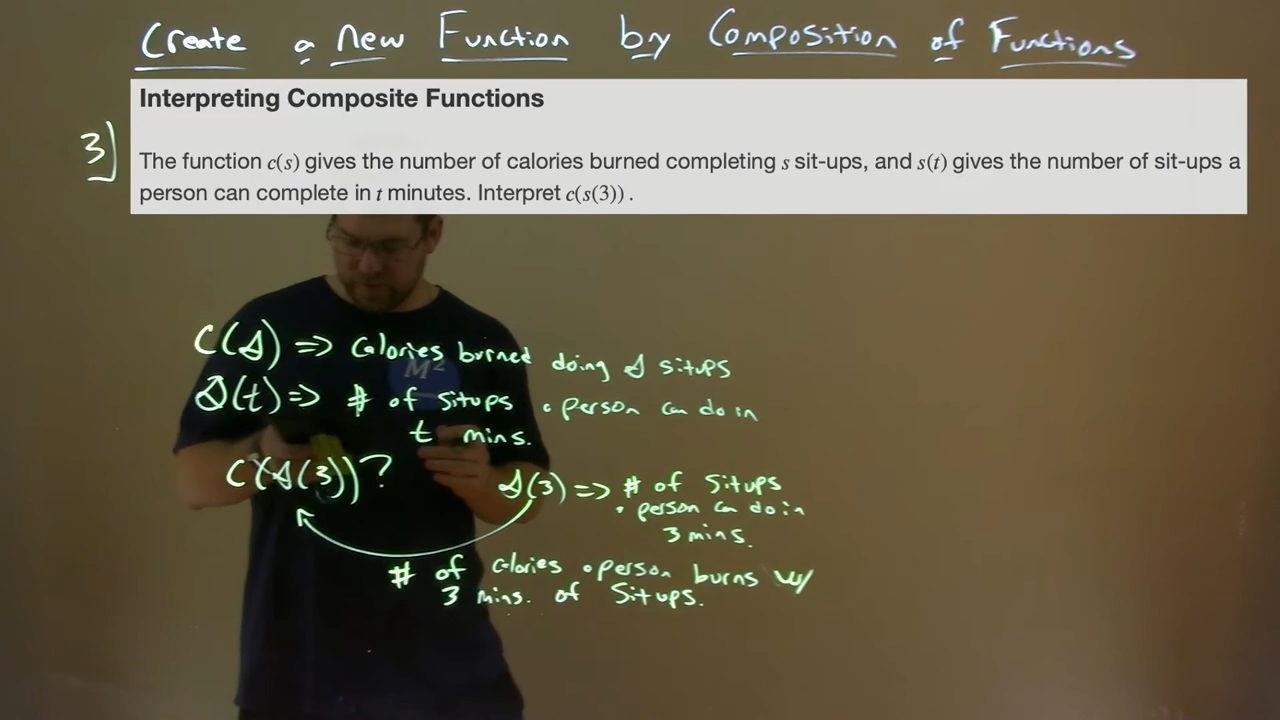 Create a new Function by Composition of Functions
Interpreting Composite Functions
3]
The function c(s) gives the number of calories burned completing s sit-ups, and s(t) gives the number of sit-ups a
person can complete in t minutes. Interpret c(s(3)).
C(s) => Calories burned doing s situps
s(t) => # of situps a person can do in
t mins.
C(s(3))?
s(3) => # of situps
a person can do in
3 mins.
# of calories a person burns w/
3 mins. of situps.
M²